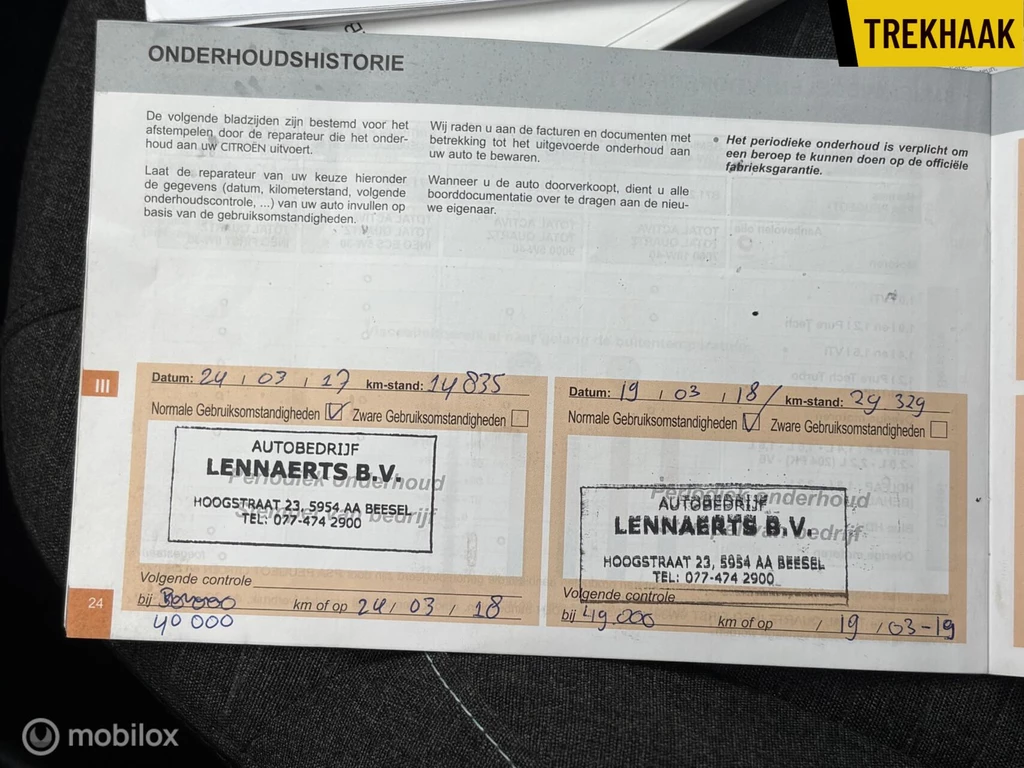 TREKHAAK
ONDERHOUDSHISTORIE
De volgende bladzijden zijn bestemd voor het
afstempelen door de reparateur die het onder-
houd aan uw CITROËN uitvoert.
Laat de reparateur van uw keuze hieronder
de gegevens (datum, kilometerstand, volgende
onderhoudscontrole, ...) van uw auto invullen op
basis van de gebruiksomstandigheden.
Wij raden u aan de facturen en documenten met
betrekking tot het uitgevoerde onderhoud aan
uw auto te bewaren.
Wanneer u de auto doorverkoopt, dient u alle
boorddocumentatie over te dragen aan de nieu-
we eigenaar.
• Het periodieke onderhoud is verplicht om
een beroep te kunnen doen op de officiële
fabrieksgarantie.
III
Datum: 24 / 03 / 17 km-stand: 14 835
Normale Gebruiksomstandigheden Zware Gebruiksomstandigheden
Periodiek onderhoud
AUTOBEDRIJF
LENNAERTS B.V.
HOOGSTRAAT 23, 5954 AA BEESEL
TEL: 077-474 2900
Volgende controle
bij km of op 24 / 03 / 18
40 000
Datum: 19 / 03 / 18 / km-stand: 29 329
Normale Gebruiksomstandigheden Zware Gebruiksomstandigheden
Periodiek onderhoud
AUTOBEDRIJF
LENNAERTS B.V.
HOOGSTRAAT 23, 5954 AA BEESEL
TEL: 077-474 2900
Volgende controle
bij 49.000 km of op / 19 / 03-19
24
mobilox